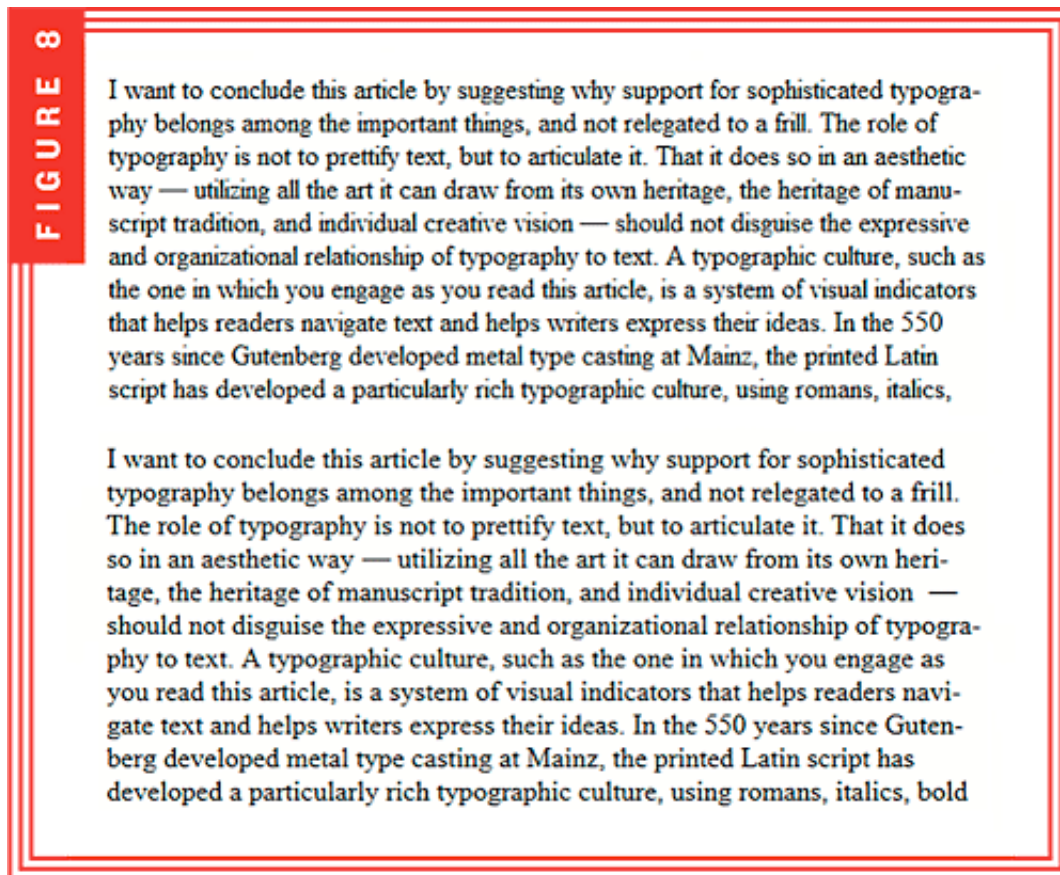 FIGURE 8
I want to conclude this article by suggesting why support for sophisticated typogra-
phy belongs among the important things, and not relegated to a frill. The role of
typography is not to prettify text, but to articulate it. That it does so in an aesthetic
way — utilizing all the art it can draw from its own heritage, the heritage of manu-
script tradition, and individual creative vision — should not disguise the expressive
and organizational relationship of typography to text. A typographic culture, such as
the one in which you engage as you read this article, is a system of visual indicators
that helps readers navigate text and helps writers express their ideas. In the 550
years since Gutenberg developed metal type casting at Mainz, the printed Latin
script has developed a particularly rich typographic culture, using romans, italics,
I want to conclude this article by suggesting why support for sophisticated
typography belongs among the important things, and not relegated to a frill.
The role of typography is not to prettify text, but to articulate it. That it does
so in an aesthetic way — utilizing all the art it can draw from its own heri-
tage, the heritage of manuscript tradition, and individual creative vision —
should not disguise the expressive and organizational relationship of typogra-
phy to text. A typographic culture, such as the one in which you engage as
you read this article, is a system of visual indicators that helps readers navi-
gate text and helps writers express their ideas. In the 550 years since Guten-
berg developed metal type casting at Mainz, the printed Latin script has
developed a particularly rich typographic culture, using romans, italics, bold